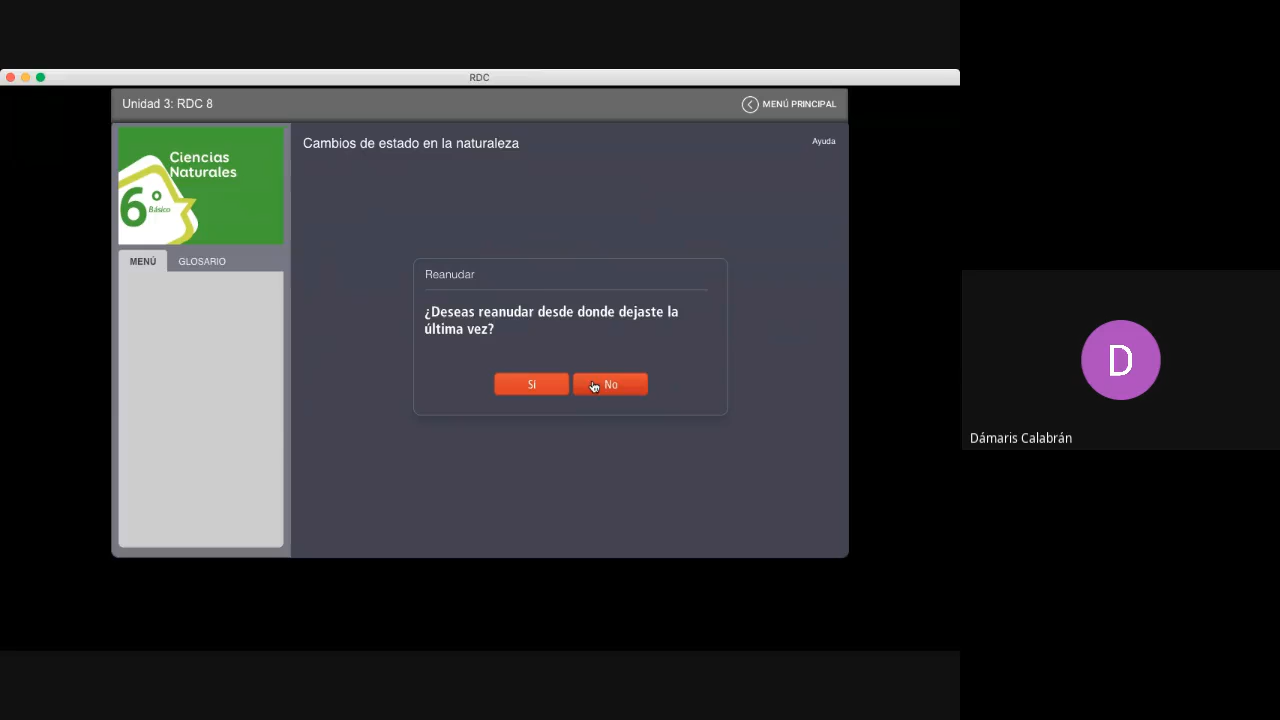 RDC
Unidad 3: RDC 8
MENÚ PRINCIPAL
Ciencias
Naturales
6° Básico
MENÚ
GLOSARIO
Cambios de estado en la naturaleza
Ayuda
Reanudar
¿Deseas reanudar desde donde dejaste la
última vez?
Sí
No
D
Dámaris Calabrán